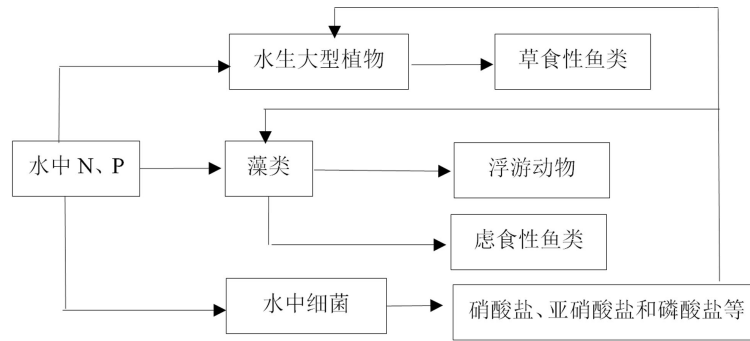 水生大型植物
草食性鱼类
水中 N、P
藻类
浮游动物
虑食性鱼类
水中细菌
硝酸盐、亚硝酸盐和磷酸盐等